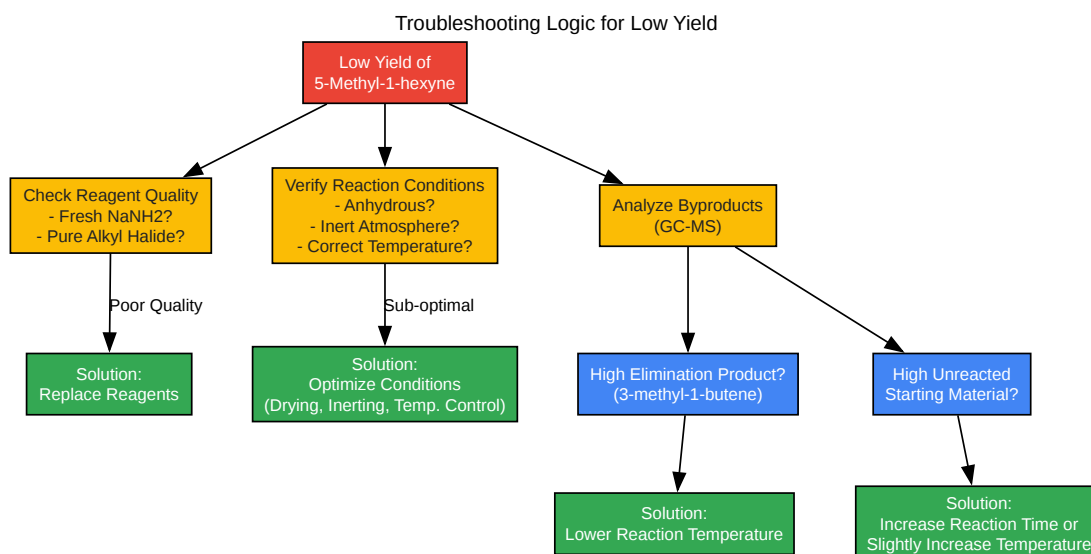 Troubleshooting Logic for Low Yield
Low Yield of
5-Methyl-1-hexyne
Check Reagent Quality
- Fresh NaNH2?
- Pure Alkyl Halide?
Verify Reaction Conditions
- Anhydrous?
- Inert Atmosphere?
- Correct Temperature?
Analyze Byproducts
(GC-MS)
Poor Quality
Sub-optimal
Solution:
Replace Reagents
Solution:
Optimize Conditions
(Drying, Inerting, Temp. Control)
High Elimination Product?
(3-methyl-1-butene)
High Unreacted
Starting Material?
Solution:
Lower Reaction Temperature
Solution:
Increase Reaction Time or
Slightly Increase Temperature